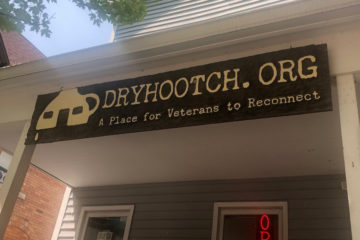 DRYHOOTCH.ORG
A Place for Veterans to Reconnect